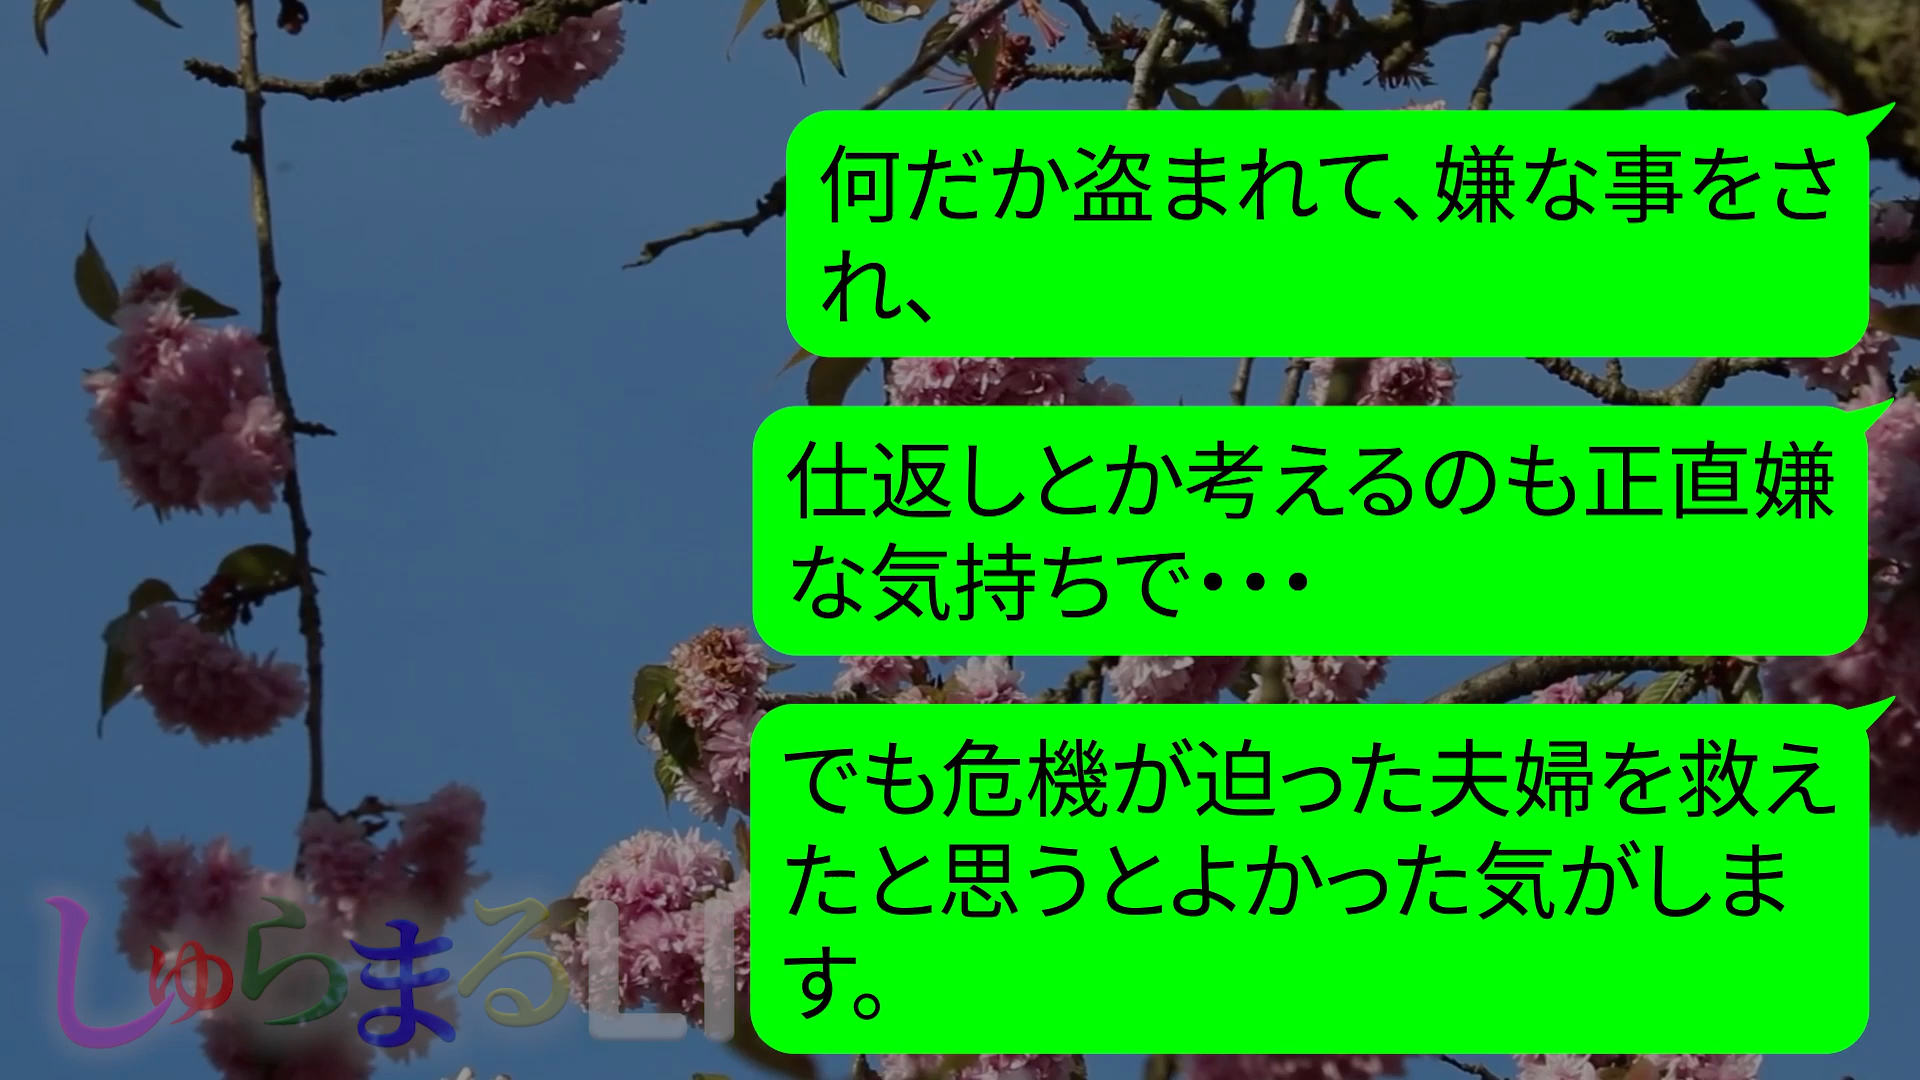 何だか盗まれて、嫌な事をさ
れ、
仕返しとか考えるのも正直嫌
な気持ちで・・・
でも危機が迫った夫婦を救え
たと思うとよかった気がしま
す。
しゅらまるLI